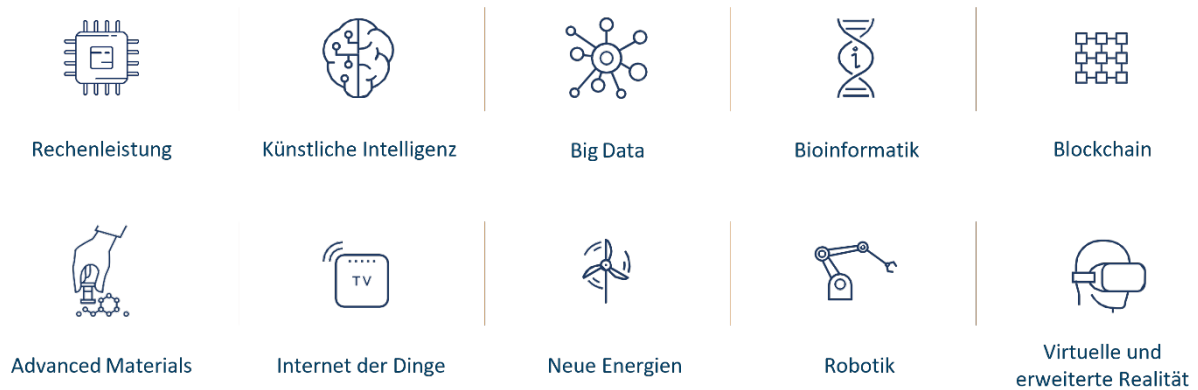 i
Rechenleistung
Künstliche Intelligenz
Big Data
Bioinformatik
Blockchain
TV
Advanced Materials
Internet der Dinge
Neue Energien
Robotik
Virtuelle und
erweiterte Realität